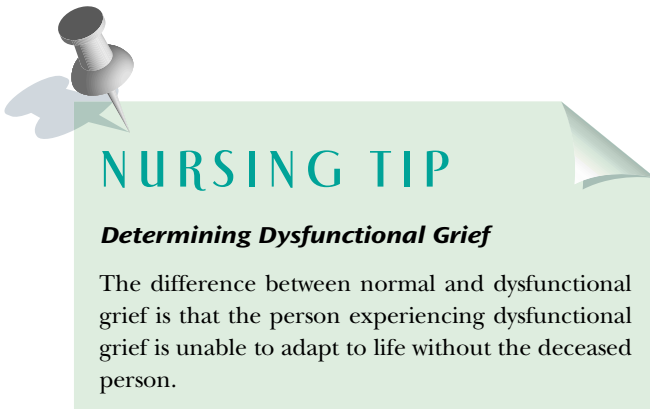 NURSING TIP
Determining Dysfunctional Grief
The difference between normal and dysfunctional
grief is that the person experiencing dysfunctional
grief is unable to adapt to life without the deceased
person.